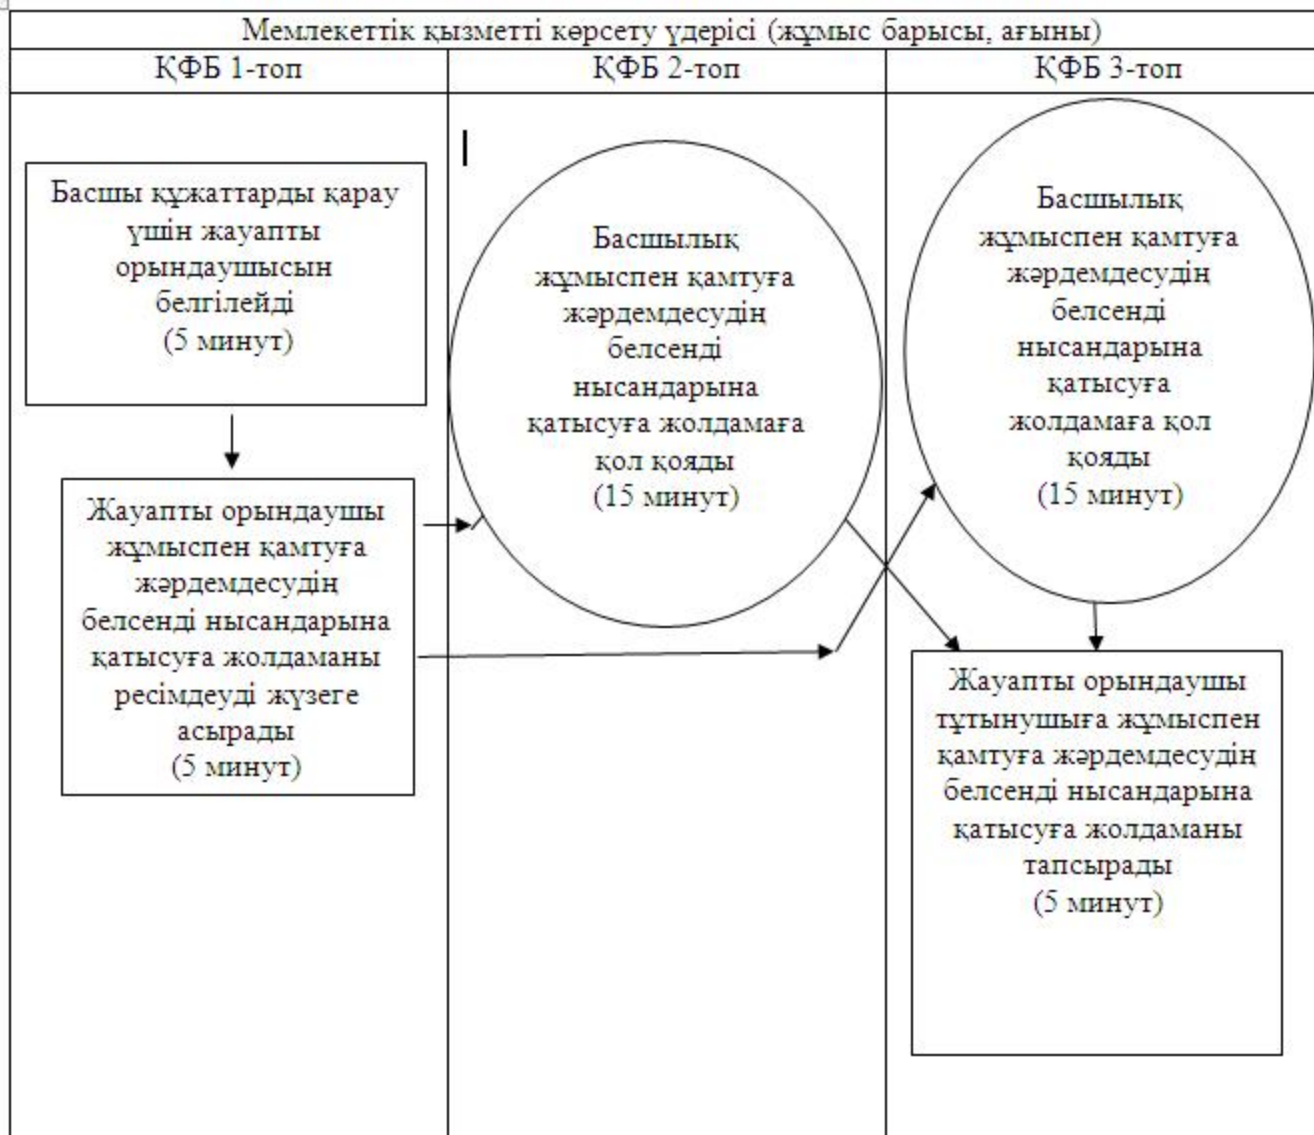 Мемлекеттік қызметті көрсету үдерісі (жұмыс барысы, ағыны)
ҚФБ 1-топ
ҚФБ 2-топ
ҚФБ 3-топ
Басшы құжаттарды қарау
үшін жауапты
орындаушысын
белгілейді
(5 минут)
Жауапты орындаушы
жұмыспен қамтуға
жәрдемдесудің
белсенді нысандарына
қатысуға жолдаманы
ресімдеуді жүзеге
асырады
(5 минут)
Басшылық
жұмыспен қамтуға
жәрдемдесудің
белсенді
нысандарына
қатысуға жолдамаға
қол қояды
(15 минут)
Басшылық
жұмыспен қамтуға
жәрдемдесудің
белсенді
нысандарына
қатысуға
жолдамаға қол
қояды
(15 минут)
Жауапты орындаушы
тұтынушыға жұмыспен
қамтуға жәрдемдесудің
белсенді нысандарына
қатысуға жолдаманы
тапсырады
(5 минут)